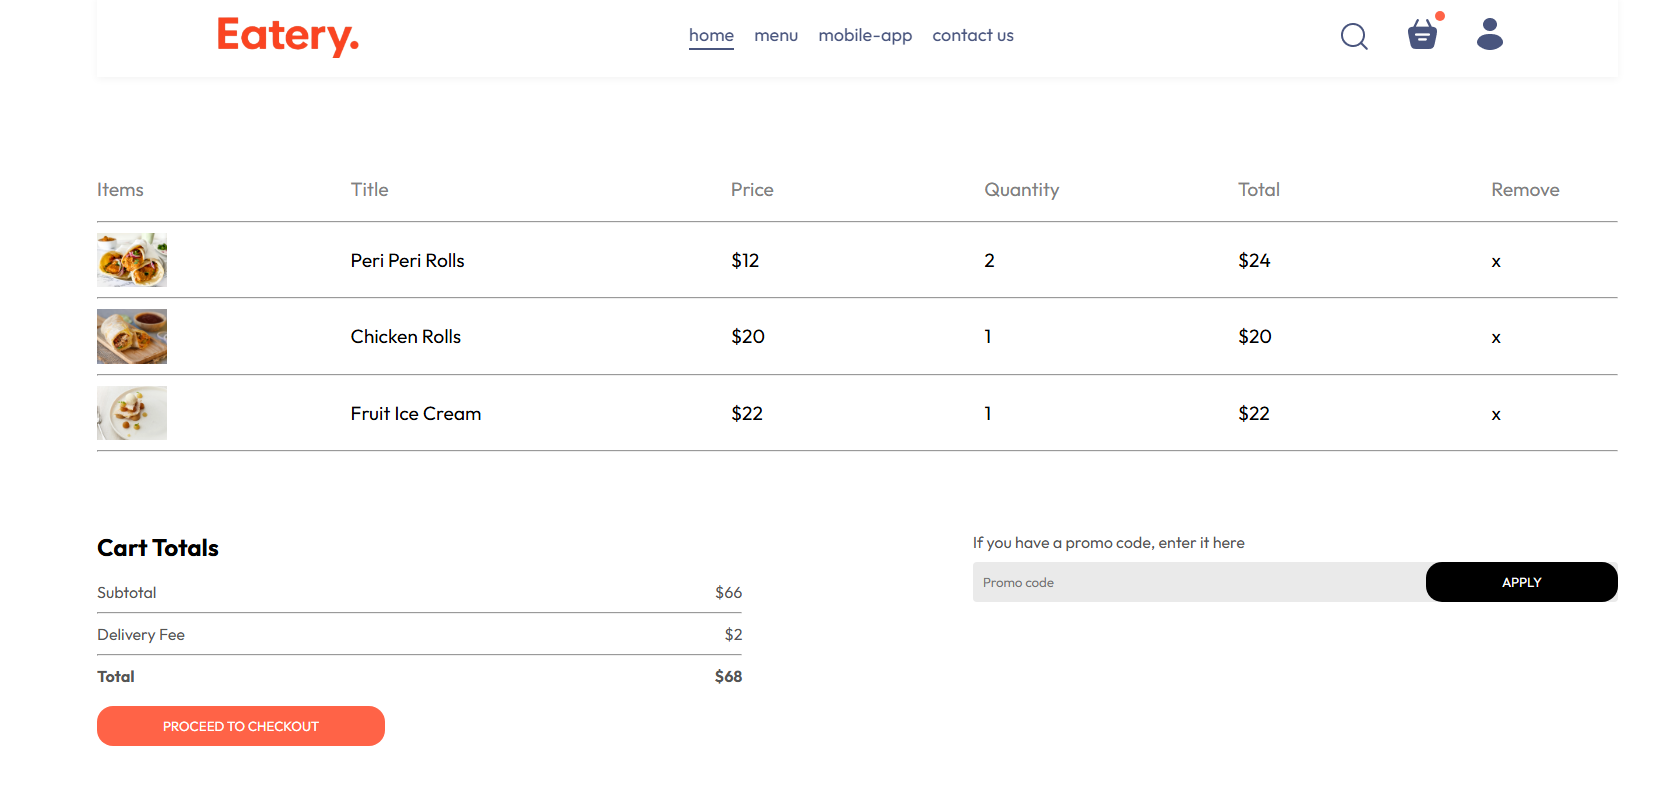 Eatery.
home menu mobile-app contact us
Items Title Price Quantity Total Remove
Peri Peri Rolls $12 2 $24 x
Chicken Rolls $20 1 $20 x
Fruit Ice Cream $22 1 $22 x
Cart Totals
Subtotal $66
Delivery Fee $2
Total $68
PROCEED TO CHECKOUT
If you have a promo code, enter it here
Promo code APPLY